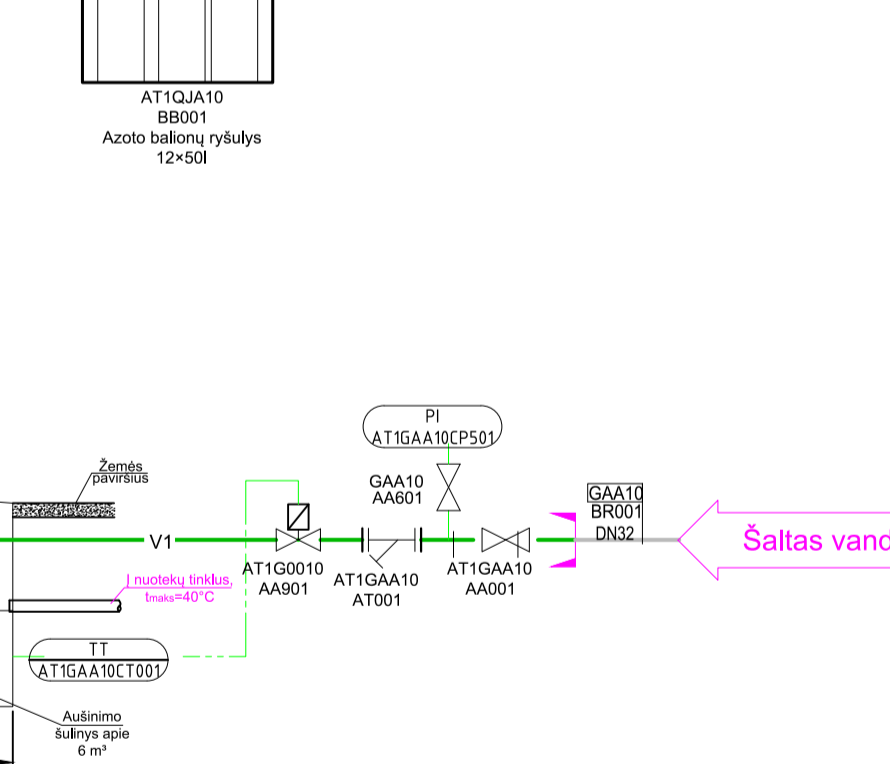 AT1QJA10
BB001
Azoto balionų ryšulys
12×50l
PI
AT1GAA10CP501
Žemės
paviršius
GAA10
AA601
GAA10
BR001
DN32
V1
Šaltas vand
AT1G0010
AA901
AT1GAA10
AT001
AT1GAA10
AA001
Į nuotekų tinklus,
tmaks=40°C
TT
AT1GAA10CT001
Aušinimo
šulinys apie
6 m³